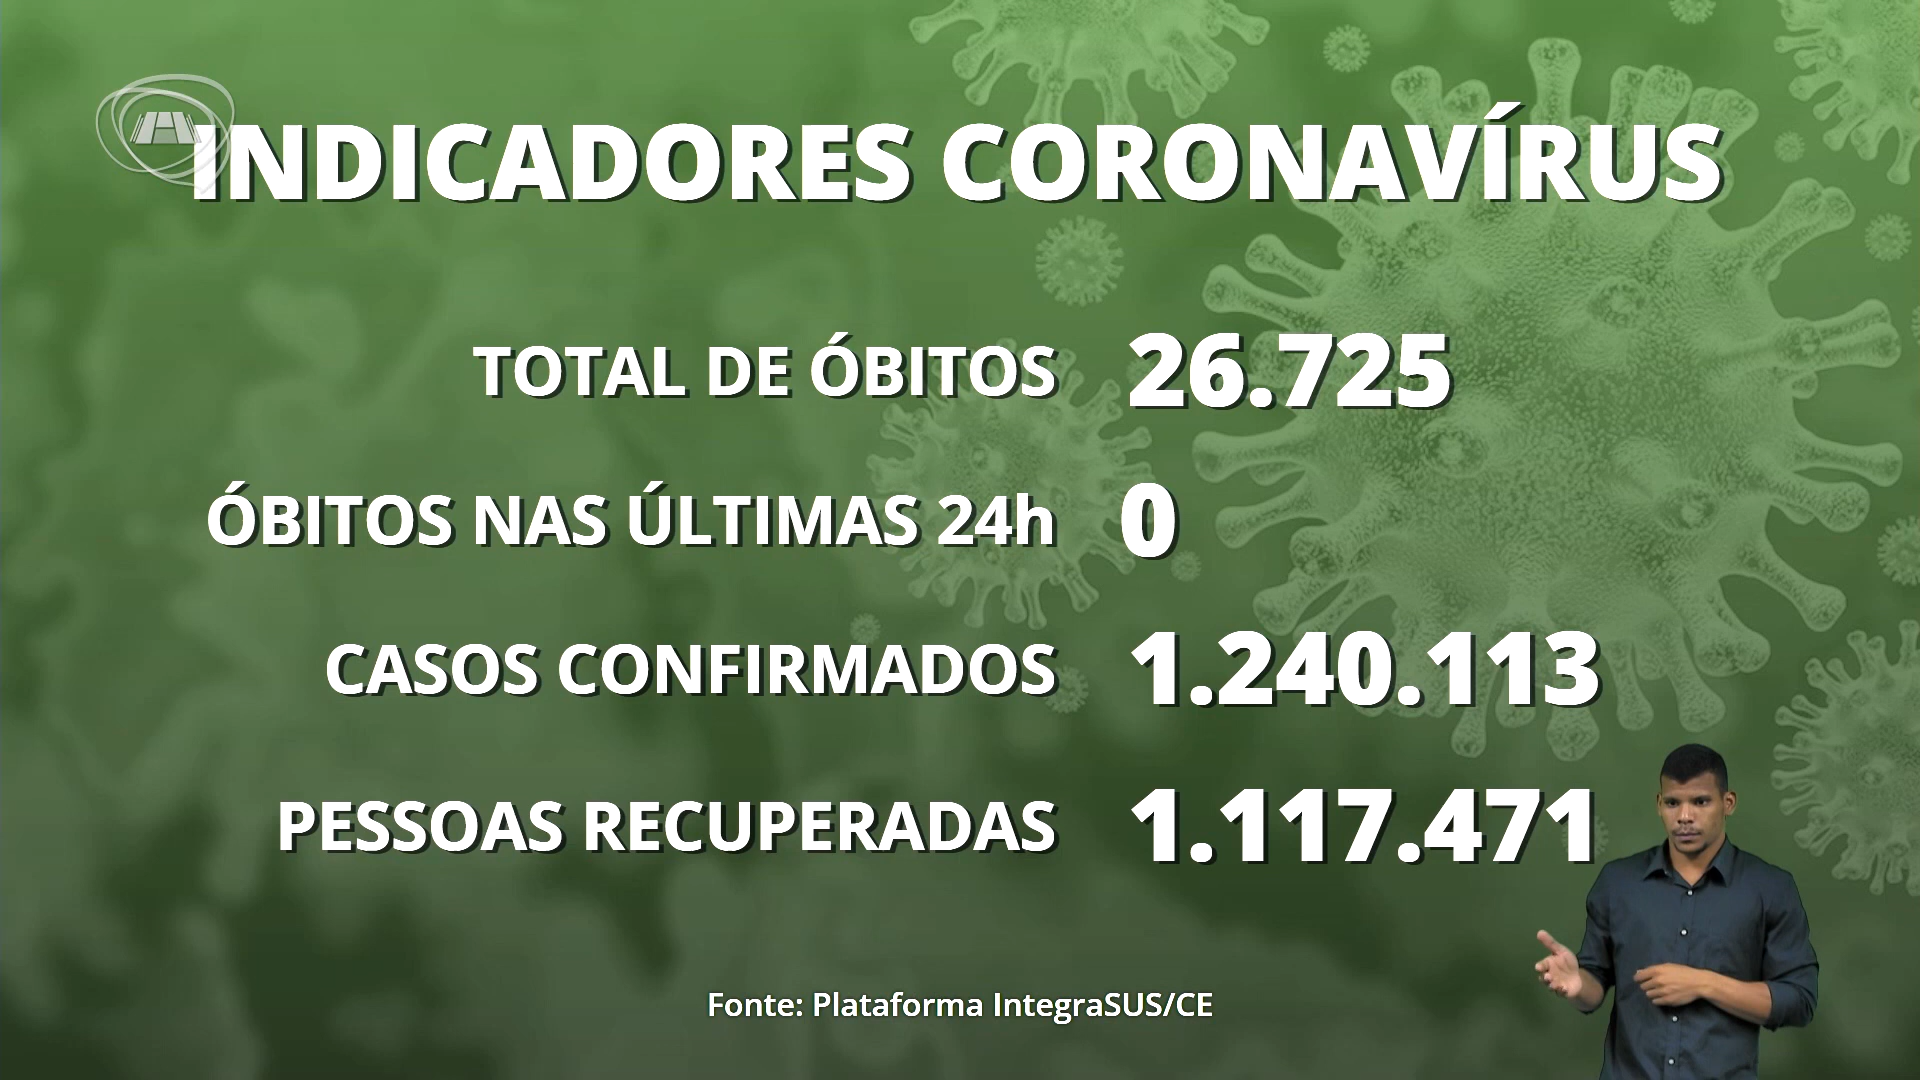 INDICADORES CORONAVÍRUS
TOTAL DE ÓBITOS 26.725
ÓBITOS NAS ÚLTIMAS 24h 0
CASOS CONFIRMADOS 1.240.113
PESSOAS RECUPERADAS 1.117.471
Fonte: Plataforma IntegraSUS/CE